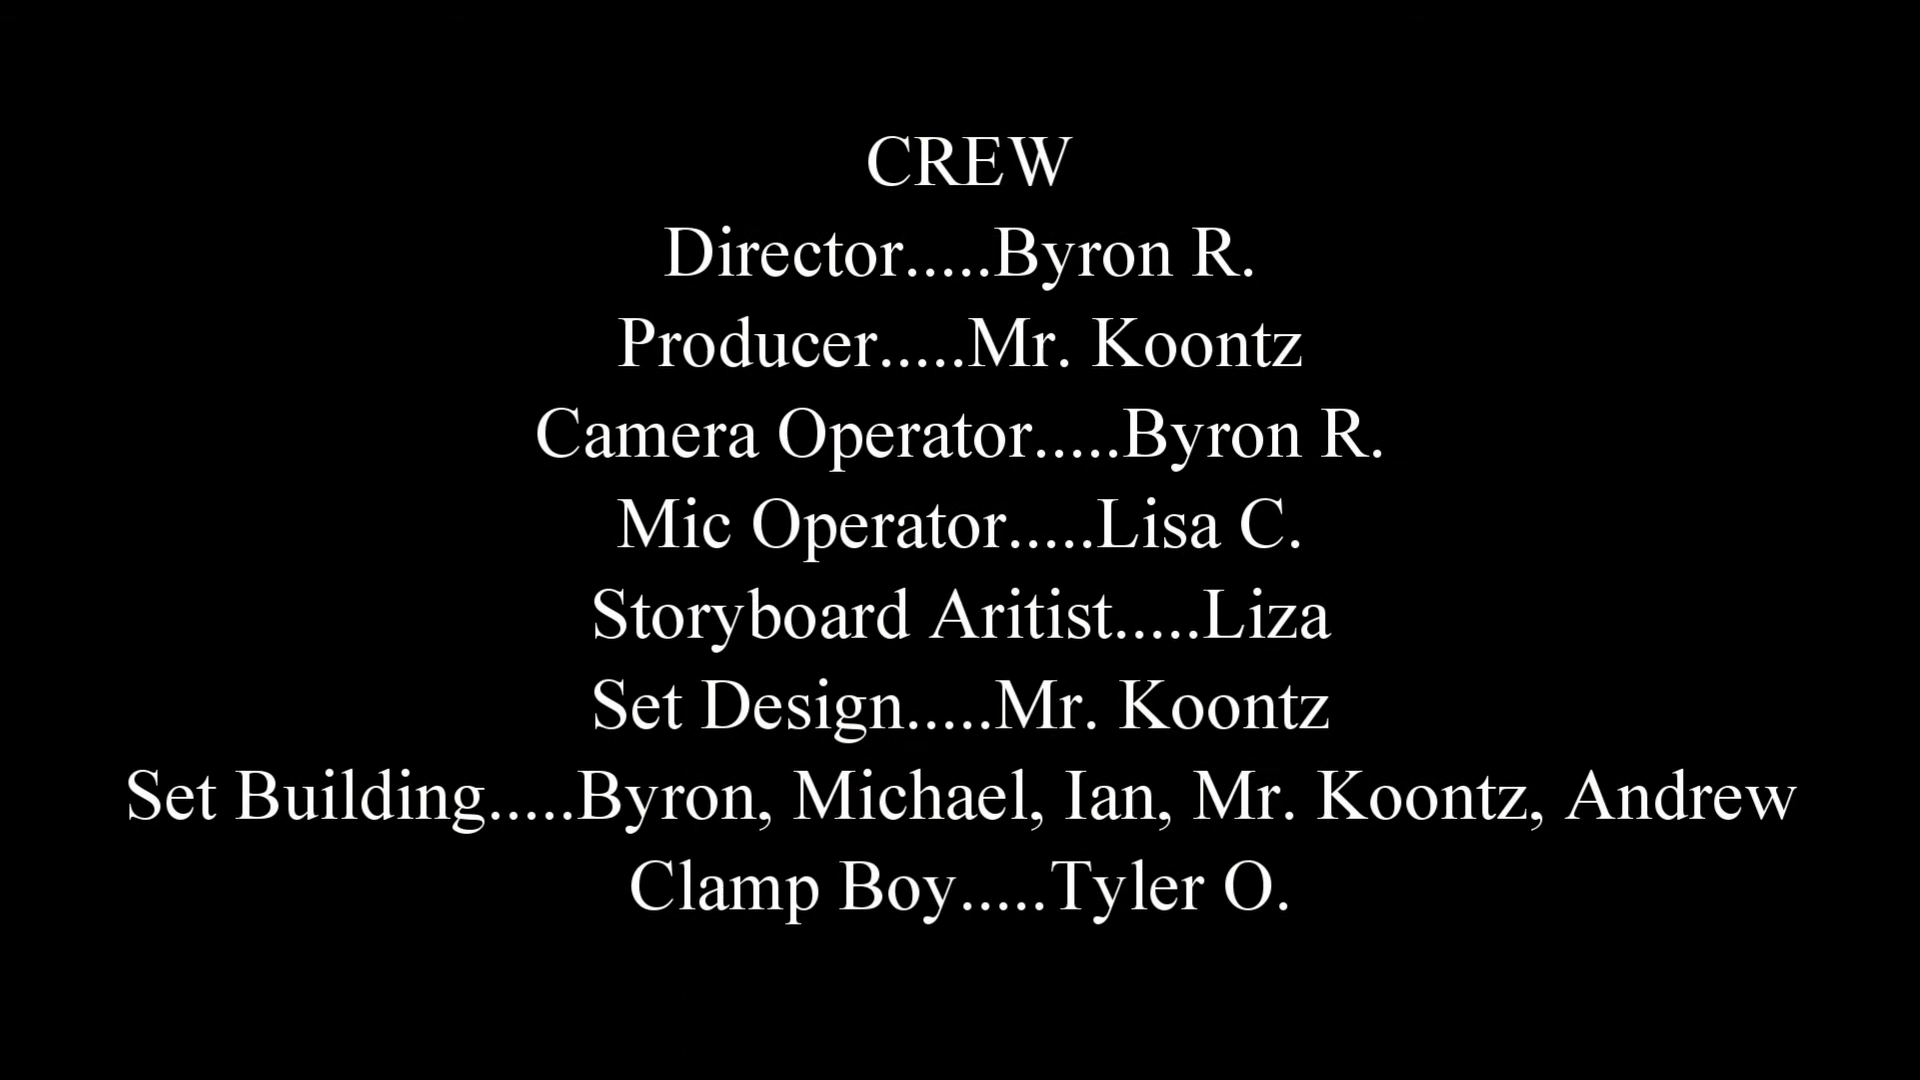 CREW
Director.....Byron R.
Producer.....Mr. Koontz
Camera Operator.....Byron R.
Mic Operator.....Lisa C.
Storyboard Aritist.....Liza
Set Design.....Mr. Koontz
Set Building.....Byron, Michael, Ian, Mr. Koontz, Andrew
Clamp Boy.....Tyler O.